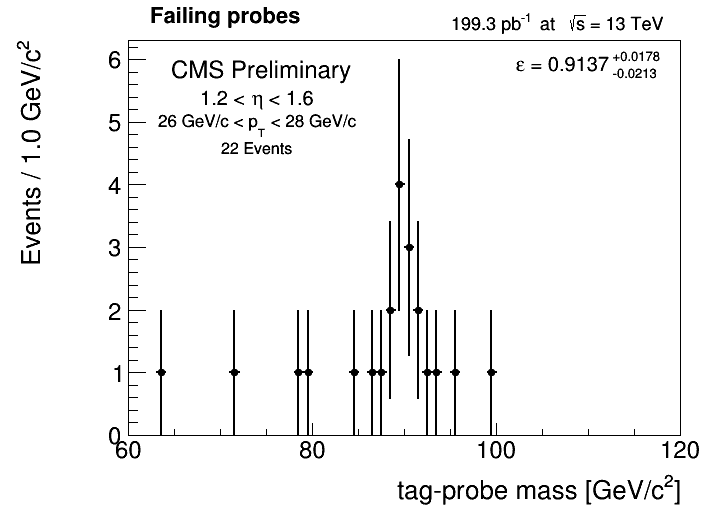 Failing probes
199.3 pb⁻¹ at √s = 13 TeV
CMS Preliminary
ε = 0.9137 +0.0178 -0.0213
1.2 < η < 1.6
26 GeV/c < p_T < 28 GeV/c
22 Events
Events / 1.0 GeV/c²
6
5
4
3
2
1
0
60 80 100 120
tag-probe mass [GeV/c²]